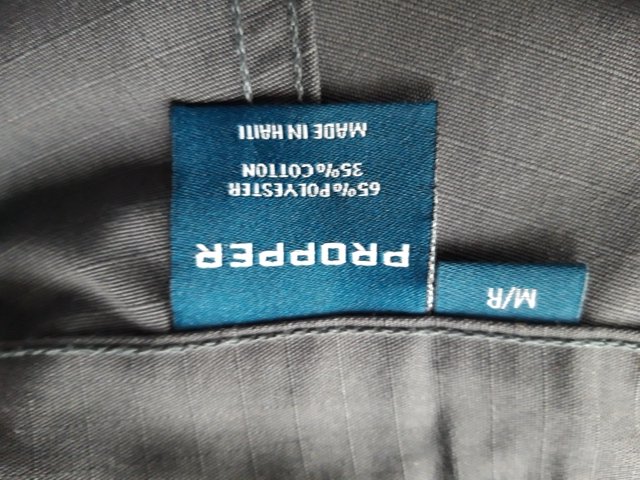 PROPPER
65% POLYESTER
35% COTTON
MADE IN HAITI
M/R